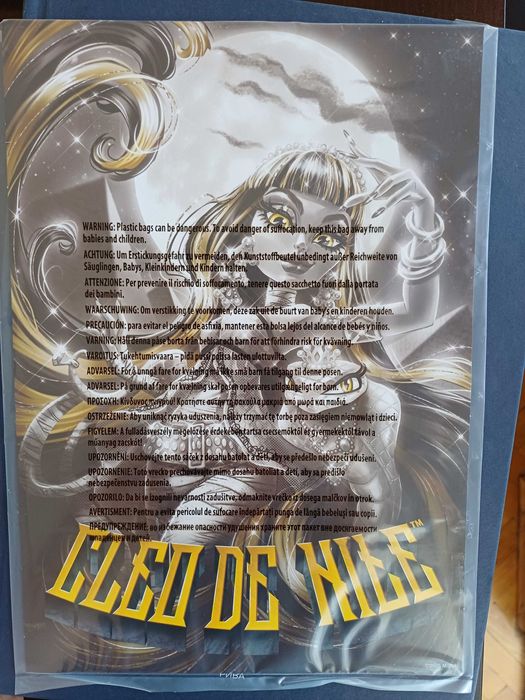 WARNING: Plastic bags can be dangerous. To avoid danger of suffocation, keep this bag away from
babies and children.
ACHTUNG: Um Erstickungsgefahr zu vermeiden, den Kunststoffbeutel unbedingt außer Reichweite von
Säuglingen, Babys, Kleinkindern und Kindern halten.
ATTENZIONE: Per prevenire il rischio di soffocamento, tenere questo sacchetto fuori dalla portata
dei bambini.
WAARSCHUWING: Om verstikking te voorkomen, deze zak uit de buurt van baby's en kinderen houden.
PRECAUCIÓN: para evitar el peligro de asfixia, mantener esta bolsa lejos del alcance de bebés y niños.
VARNING: Håll denna påse borta från bebisar och barn för att förhindra risk för kvävning.
VAROITUS: Tukehtumisvaara – pidä pussi poissa lasten ulottuvilta.
ADVARSEL: For å unngå fare for kvelning må ikke små barn få tilgang til denne posen.
ADVARSEL: På grund af fare for kvælning skal posen opbevares utilgængeligt for børn.
ΠΡΟΣΟΧΗ: Κίνδυνος πνιγμού! Κρατήστε αυτήν τη σακούλα μακριά από μωρά και παιδιά.
OSTRZEŻENIE: Aby uniknąć ryzyka uduszenia, należy trzymać tę torbę poza zasięgiem niemowląt i dzieci.
FIGYELEM: A fulladásveszély megelőzése érdekében tartsa csecsemőktől és gyermekektől távol a
műanyag zacskót!
UPOZORNĚNÍ: Uschovejte tento sáček z dosahu batolat a dětí, aby se předešlo nebezpečí udušení.
UPOZORNENIE: Toto vrecko prechovávajte mimo dosahu batoliat a detí, aby sa predišlo
nebezpečenstvu zadusenia.
OPOZORILO: Da bi se izognili nevarnosti zadušitve, odmaknite vrečko iz dosega malčkov in otrok.
AVERTISMENT: Pentru a evita pericolul de sufocare îndepărtați punga de lângă bebeluși sau copii.
ПРЕДУПРЕЖДЕНИЕ: во избежание опасности удушения храните этот пакет вне досягаемости
младенцев и детей.
CLEO DE NILE™